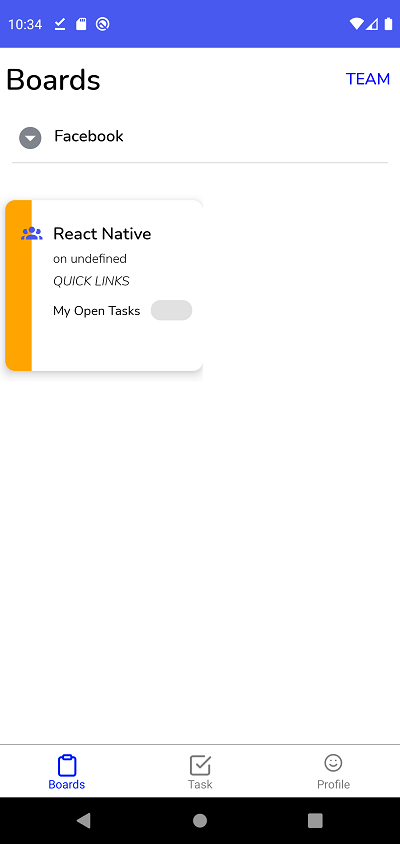 10:34
Boards
TEAM
Facebook
React Native
on undefined
QUICK LINKS
My Open Tasks
Boards
Task
Profile